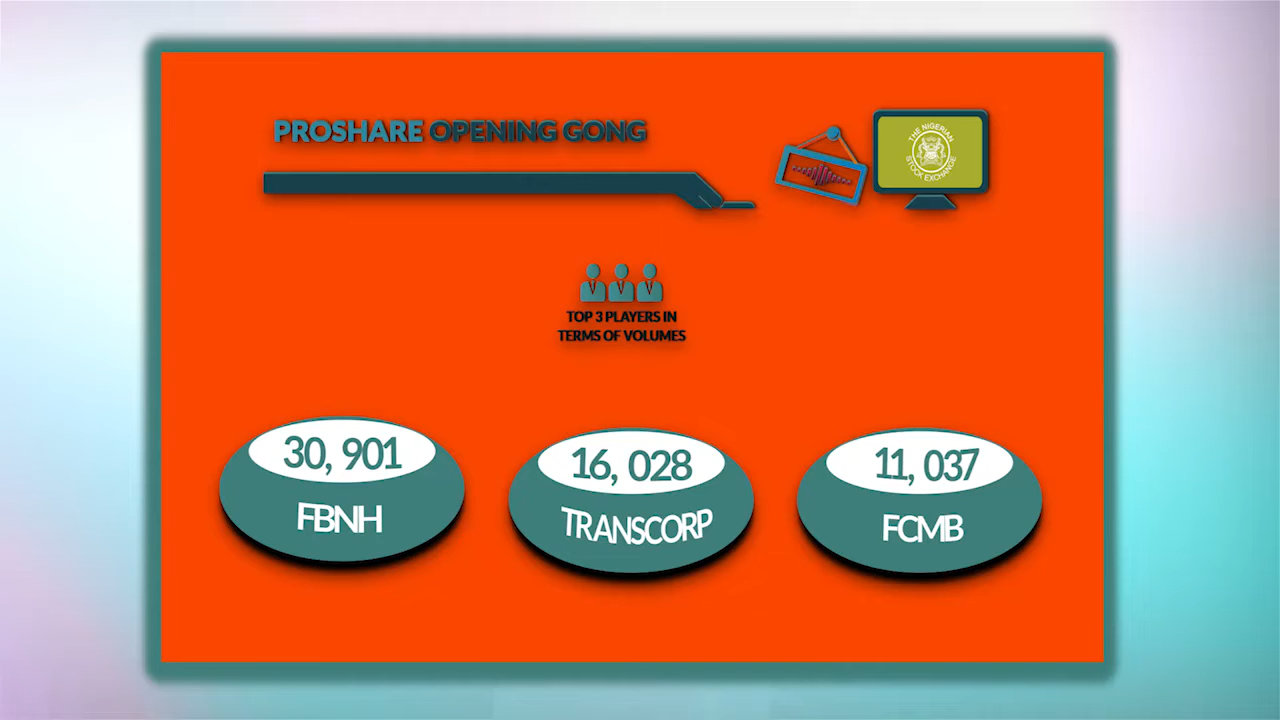 PROSHARE OPENING GONG
THE NIGERIAN
STOCK EXCHANGE
TOP 3 PLAYERS IN
TERMS OF VOLUMES
30, 901
FBNH
16, 028
TRANSCORP
11, 037
FCMB